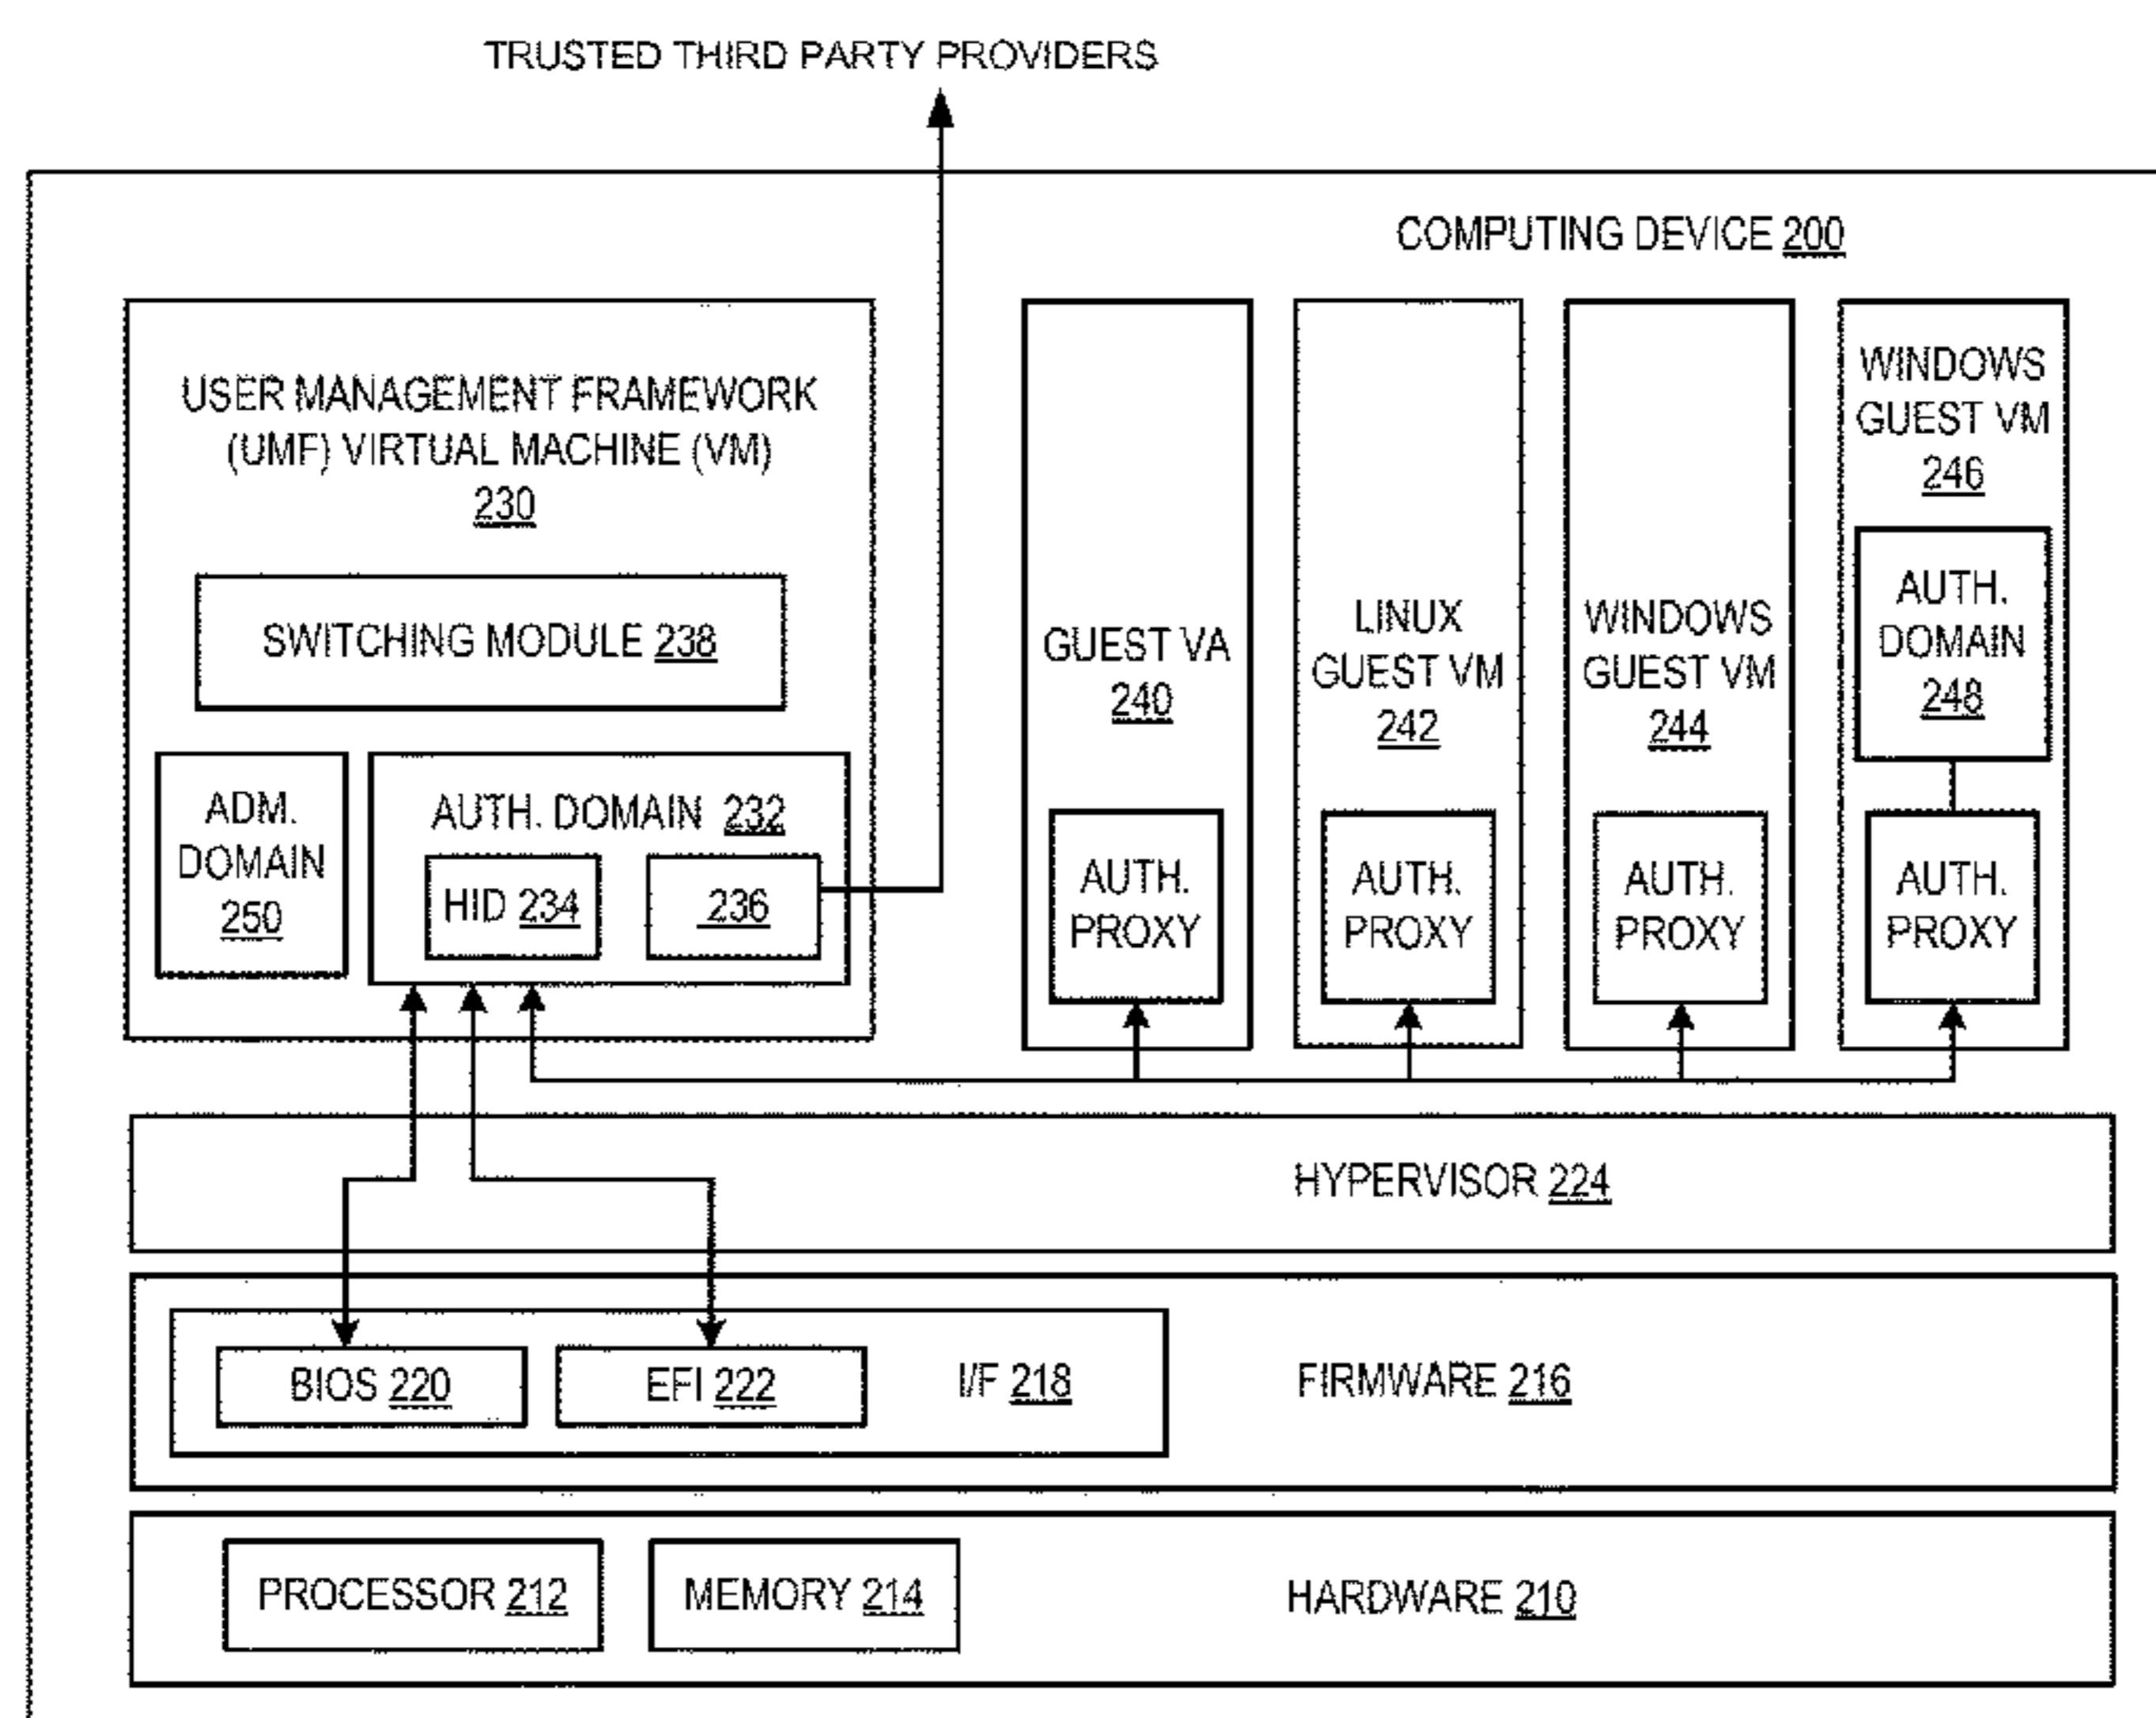 TRUSTED THIRD PARTY PROVIDERS
COMPUTING DEVICE 200
USER MANAGEMENT FRAMEWORK
(UMF) VIRTUAL MACHINE (VM)
230
SWITCHING MODULE 238
ADM.
DOMAIN
250
AUTH. DOMAIN 232
HID 234
236
GUEST VA
240
AUTH.
PROXY
LINUX
GUEST VM
242
AUTH.
PROXY
WINDOWS
GUEST VM
244
AUTH.
PROXY
WINDOWS
GUEST VM
246
AUTH.
DOMAIN
248
AUTH.
PROXY
HYPERVISOR 224
BIOS 220
EFI 222
I/F 218
FIRMWARE 216
PROCESSOR 212
MEMORY 214
HARDWARE 210